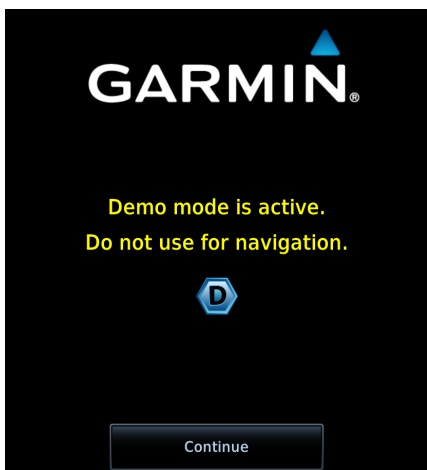 GARMIN®
Demo mode is active.
Do not use for navigation.
D
Continue